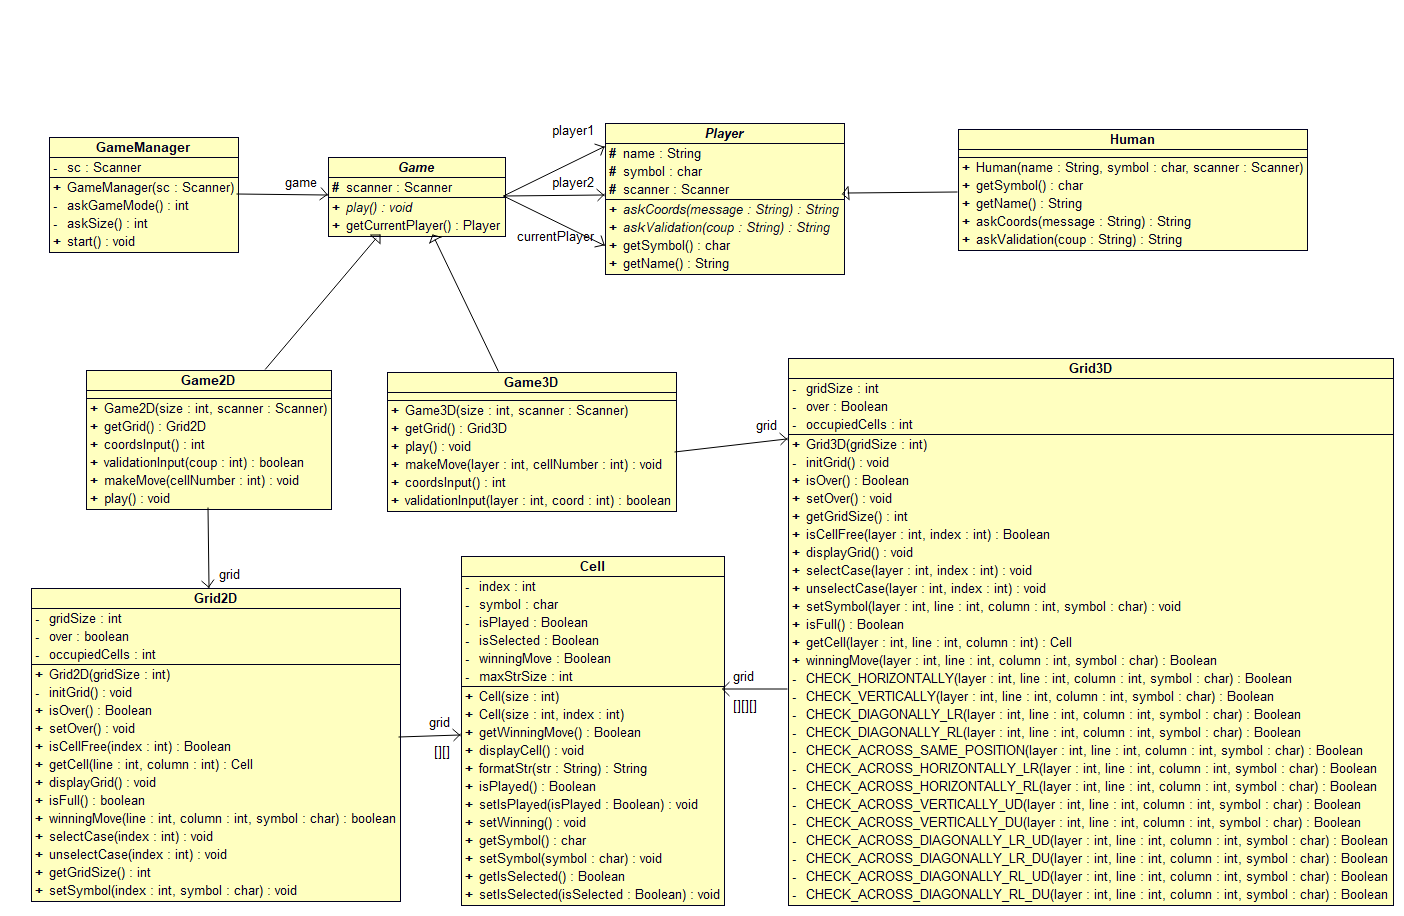 GameManager
- sc : Scanner
+ GameManager(sc : Scanner)
- askGameMode() : int
- askSize() : int
+ start() : void
game
Game
# scanner : Scanner
+ play() : void
+ getCurrentPlayer() : Player
player1
player2
currentPlayer
Player
# name : String
# symbol : char
# scanner : Scanner
+ askCoords(message : String) : String
+ askValidation(coup : String) : String
+ getSymbol() : char
+ getName() : String
Human
+ Human(name : String, symbol : char, scanner : Scanner)
+ getSymbol() : char
+ getName() : String
+ askCoords(message : String) : String
+ askValidation(coup : String) : String
Game2D
+ Game2D(size : int, scanner : Scanner)
+ getGrid() : Grid2D
+ coordsInput() : int
+ validationInput(coup : int) : boolean
+ makeMove(cellNumber : int) : void
+ play() : void
grid
Game3D
+ Game3D(size : int, scanner : Scanner)
+ getGrid() : Grid3D
+ play() : void
+ makeMove(layer : int, cellNumber : int) : void
+ coordsInput() : int
+ validationInput(layer : int, coord : int) : boolean
grid
Grid2D
- gridSize : int
- over : boolean
- occupiedCells : int
+ Grid2D(gridSize : int)
- initGrid() : void
+ isOver() : Boolean
+ setOver() : void
+ isCellFree(index : int) : Boolean
+ getCell(line : int, column : int) : Cell
+ displayGrid() : void
+ isFull() : boolean
+ winningMove(line : int, column : int, symbol : char) : boolean
+ selectCase(index : int) : void
+ unselectCase(index : int) : void
+ getGridSize() : int
+ setSymbol(index : int, symbol : char) : void
grid
[][]
Cell
- index : int
- symbol : char
- isPlayed : Boolean
- isSelected : Boolean
- winningMove : Boolean
- maxStrSize : int
+ Cell(size : int)
+ Cell(size : int, index : int)
+ getWinningMove() : Boolean
+ displayCell() : void
+ formatStr(str : String) : String
+ isPlayed() : Boolean
+ setIsPlayed(isPlayed : Boolean) : void
+ setWinning() : void
+ getSymbol() : char
+ setSymbol(symbol : char) : void
+ getIsSelected() : Boolean
+ setIsSelected(isSelected : Boolean) : void
grid
[][][]
Grid3D
- gridSize : int
- over : Boolean
- occupiedCells : int
+ Grid3D(gridSize : int)
- initGrid() : void
+ isOver() : Boolean
+ setOver() : void
+ getGridSize() : int
+ isCellFree(layer : int, index : int) : Boolean
+ displayGrid() : void
+ selectCase(layer : int, index : int) : void
+ unselectCase(layer : int, index : int) : void
+ setSymbol(layer : int, line : int, column : int, symbol : char) : void
+ isFull() : Boolean
+ getCell(layer : int, line : int, column : int) : Cell
+ winningMove(layer : int, line : int, column : int, symbol : char) : Boolean
- CHECK_HORIZONTALLY(layer : int, line : int, column : int, symbol : char) : Boolean
- CHECK_VERTICALLY(layer : int, line : int, column : int, symbol : char) : Boolean
- CHECK_DIAGONALLY_LR(layer : int, line : int, column : int, symbol : char) : Boolean
- CHECK_DIAGONALLY_RL(layer : int, line : int, column : int, symbol : char) : Boolean
- CHECK_ACROSS_SAME_POSITION(layer : int, line : int, column : int, symbol : char) : Boolean
- CHECK_ACROSS_HORIZONTALLY_LR(layer : int, line : int, column : int, symbol : char) : Boolean
- CHECK_ACROSS_HORIZONTALLY_RL(layer : int, line : int, column : int, symbol : char) : Boolean
- CHECK_ACROSS_VERTICALLY_UD(layer : int, line : int, column : int, symbol : char) : Boolean
- CHECK_ACROSS_VERTICALLY_DU(layer : int, line : int, column : int, symbol : char) : Boolean
- CHECK_ACROSS_DIAGONALLY_LR_UD(layer : int, line : int, column : int, symbol : char) : Boolean
- CHECK_ACROSS_DIAGONALLY_LR_DU(layer : int, line : int, column : int, symbol : char) : Boolean
- CHECK_ACROSS_DIAGONALLY_RL_UD(layer : int, line : int, column : int, symbol : char) : Boolean
- CHECK_ACROSS_DIAGONALLY_RL_DU(layer : int, line : int, column : int, symbol : char) : Boolean